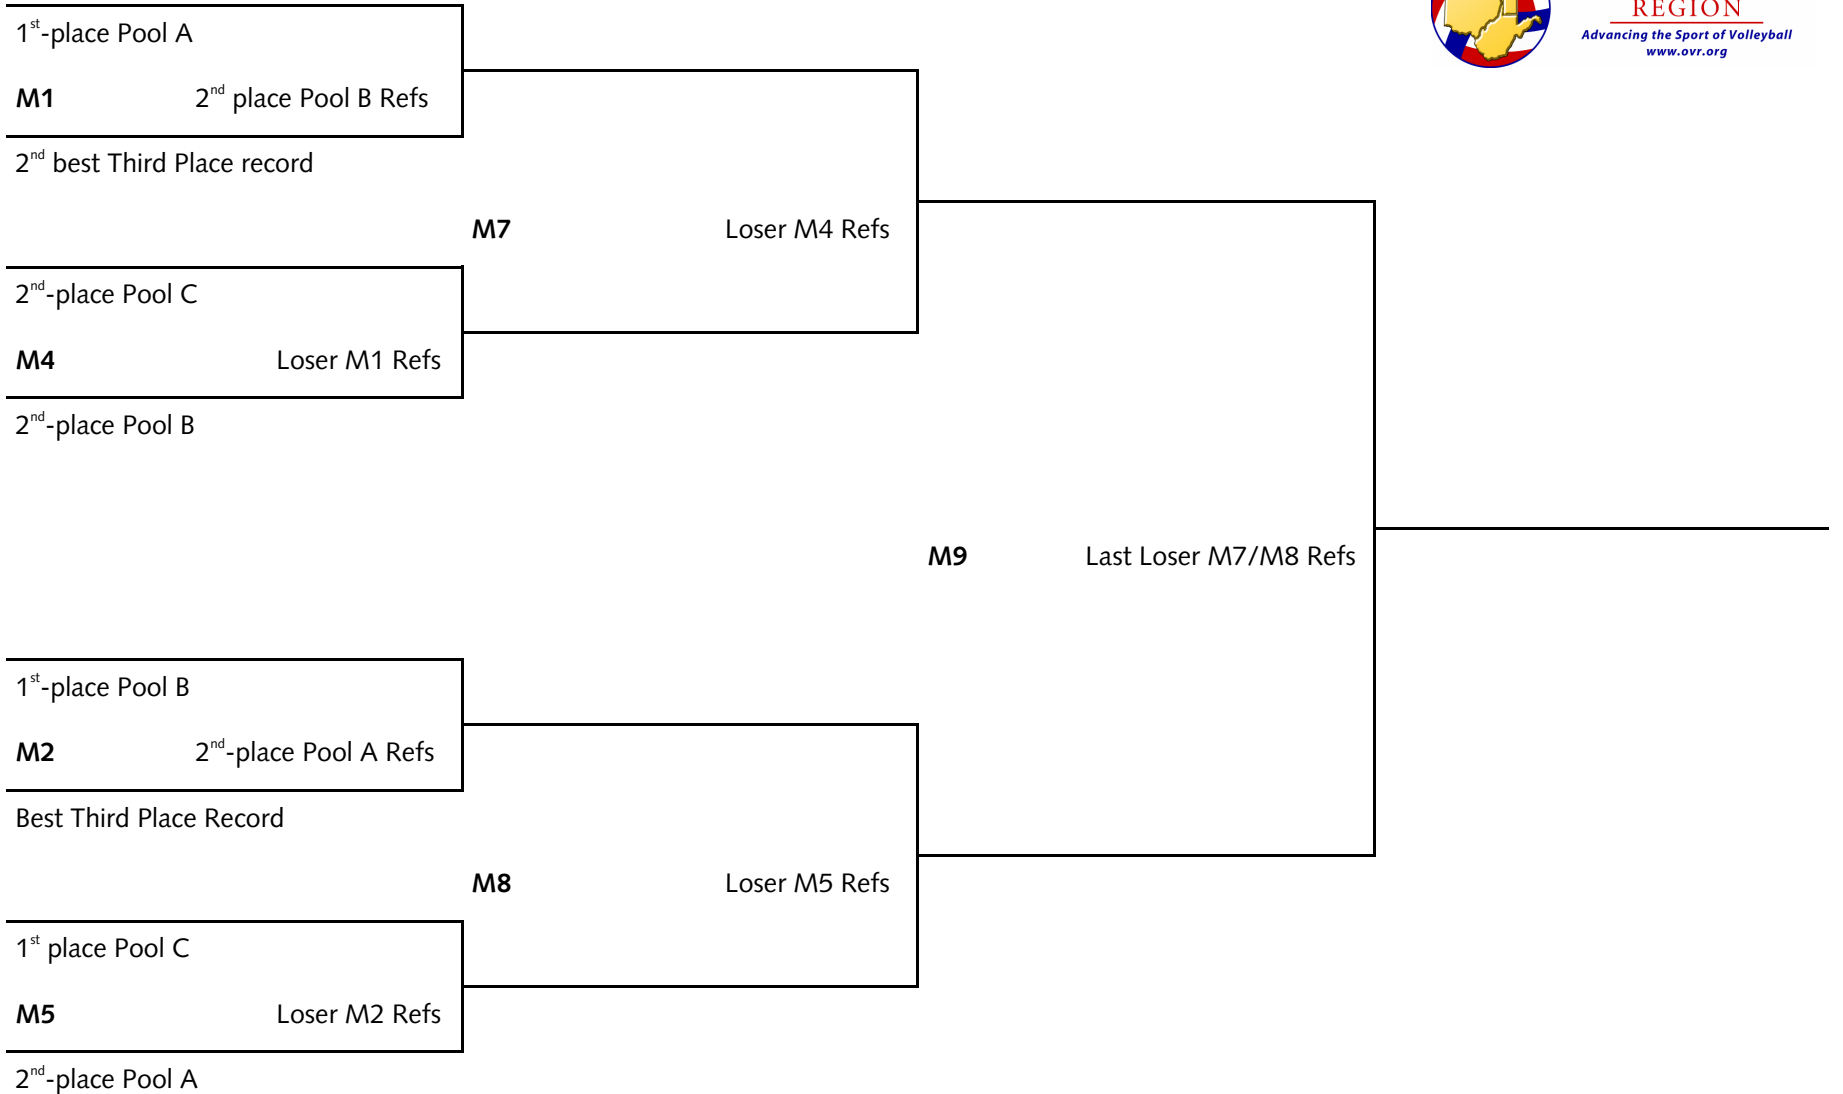 REGION
Advancing the Sport of Volleyball
www.ovr.org
1st-place Pool A
M1 2nd place Pool B Refs
2nd best Third Place record
M7 Loser M4 Refs
2nd-place Pool C
M4 Loser M1 Refs
2nd-place Pool B
M9 Last Loser M7/M8 Refs
1st-place Pool B
M2 2nd-place Pool A Refs
Best Third Place Record
M8 Loser M5 Refs
1st place Pool C
M5 Loser M2 Refs
2nd-place Pool A